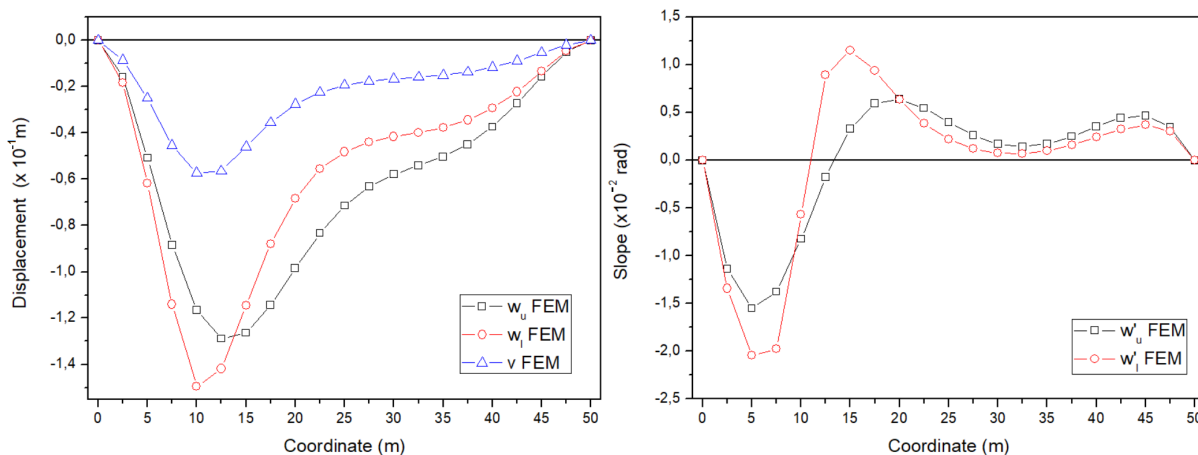 0,0
-0,2
-0,4
-0,6
-0,8
-1,0
-1,2
-1,4
Displacement (x 10⁻¹m)
w_u FEM
w_l FEM
v FEM
0 5 10 15 20 25 30 35 40 45 50
Coordinate (m)
1,5
1,0
0,5
0,0
-0,5
-1,0
-1,5
-2,0
-2,5
Slope (x10⁻² rad)
w'_u FEM
w'_l FEM
0 5 10 15 20 25 30 35 40 45 50
Coordinate (m)